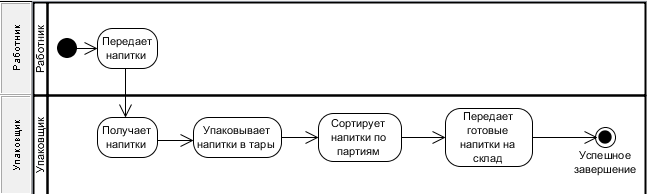 Работник
Работник
Передает
напитки
Упаковщик
Упаковщик
Получает
напитки
Упаковывает
напитки в тары
Сортирует
напитки по
партиям
Передает
готовые
напитки на
склад
Успешное
завершение